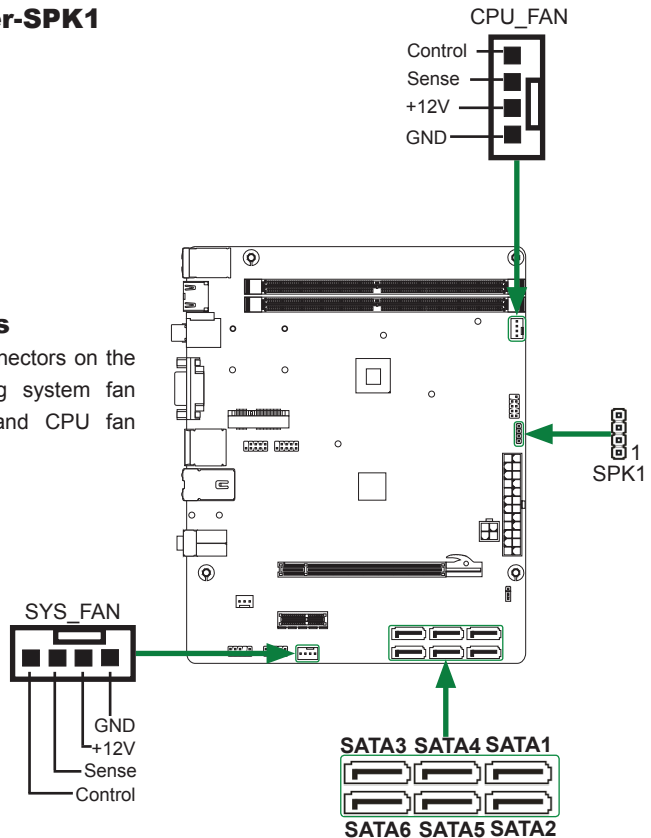 er-SPK1
CPU_FAN
Control
Sense
+12V
GND
s
nectors on the
g system fan
and CPU fan
1
SPK1
SYS_FAN
GND
+12V
Sense
Control
SATA3 SATA4 SATA1
SATA6 SATA5 SATA2